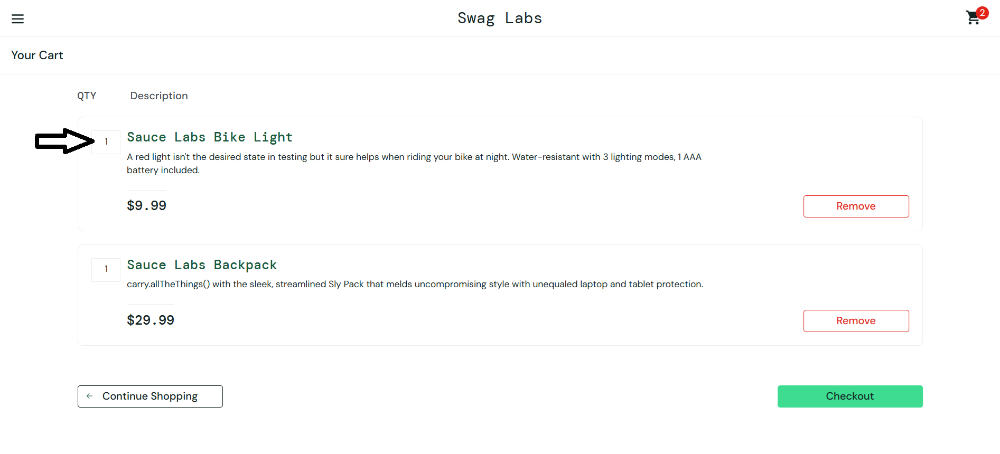 Swag Labs
2
Your Cart
QTY Description
1 Sauce Labs Bike Light
A red light isn't the desired state in testing but it sure helps when riding your bike at night. Water-resistant with 3 lighting modes, 1 AAA
battery included.
$9.99
Remove
1 Sauce Labs Backpack
carry.allTheThings() with the sleek, streamlined Sly Pack that melds uncompromising style with unequaled laptop and tablet protection.
$29.99
Remove
Continue Shopping
Checkout